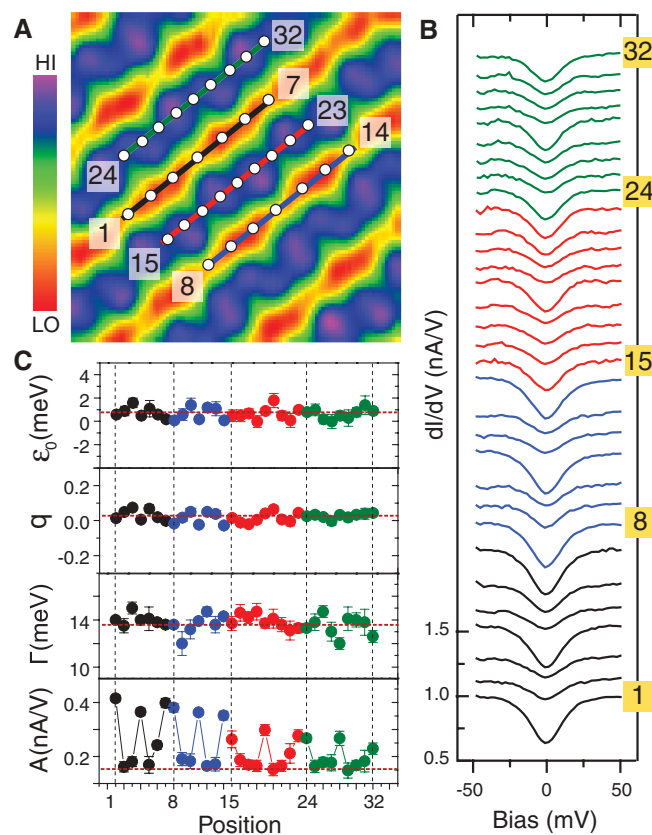 A
HI
LO
32
7
23
14
24
1
15
8
B
dI/dV (nA/V)
32
24
15
8
1
1.5
1.0
0.5
-50
0
50
Bias (mV)
C
ε₀(meV)
4
2
0
-2
q
0.2
0.0
-0.2
Γ(meV)
14
10
A(nA/V)
0.4
0.2
1
8
15
24
32
Position